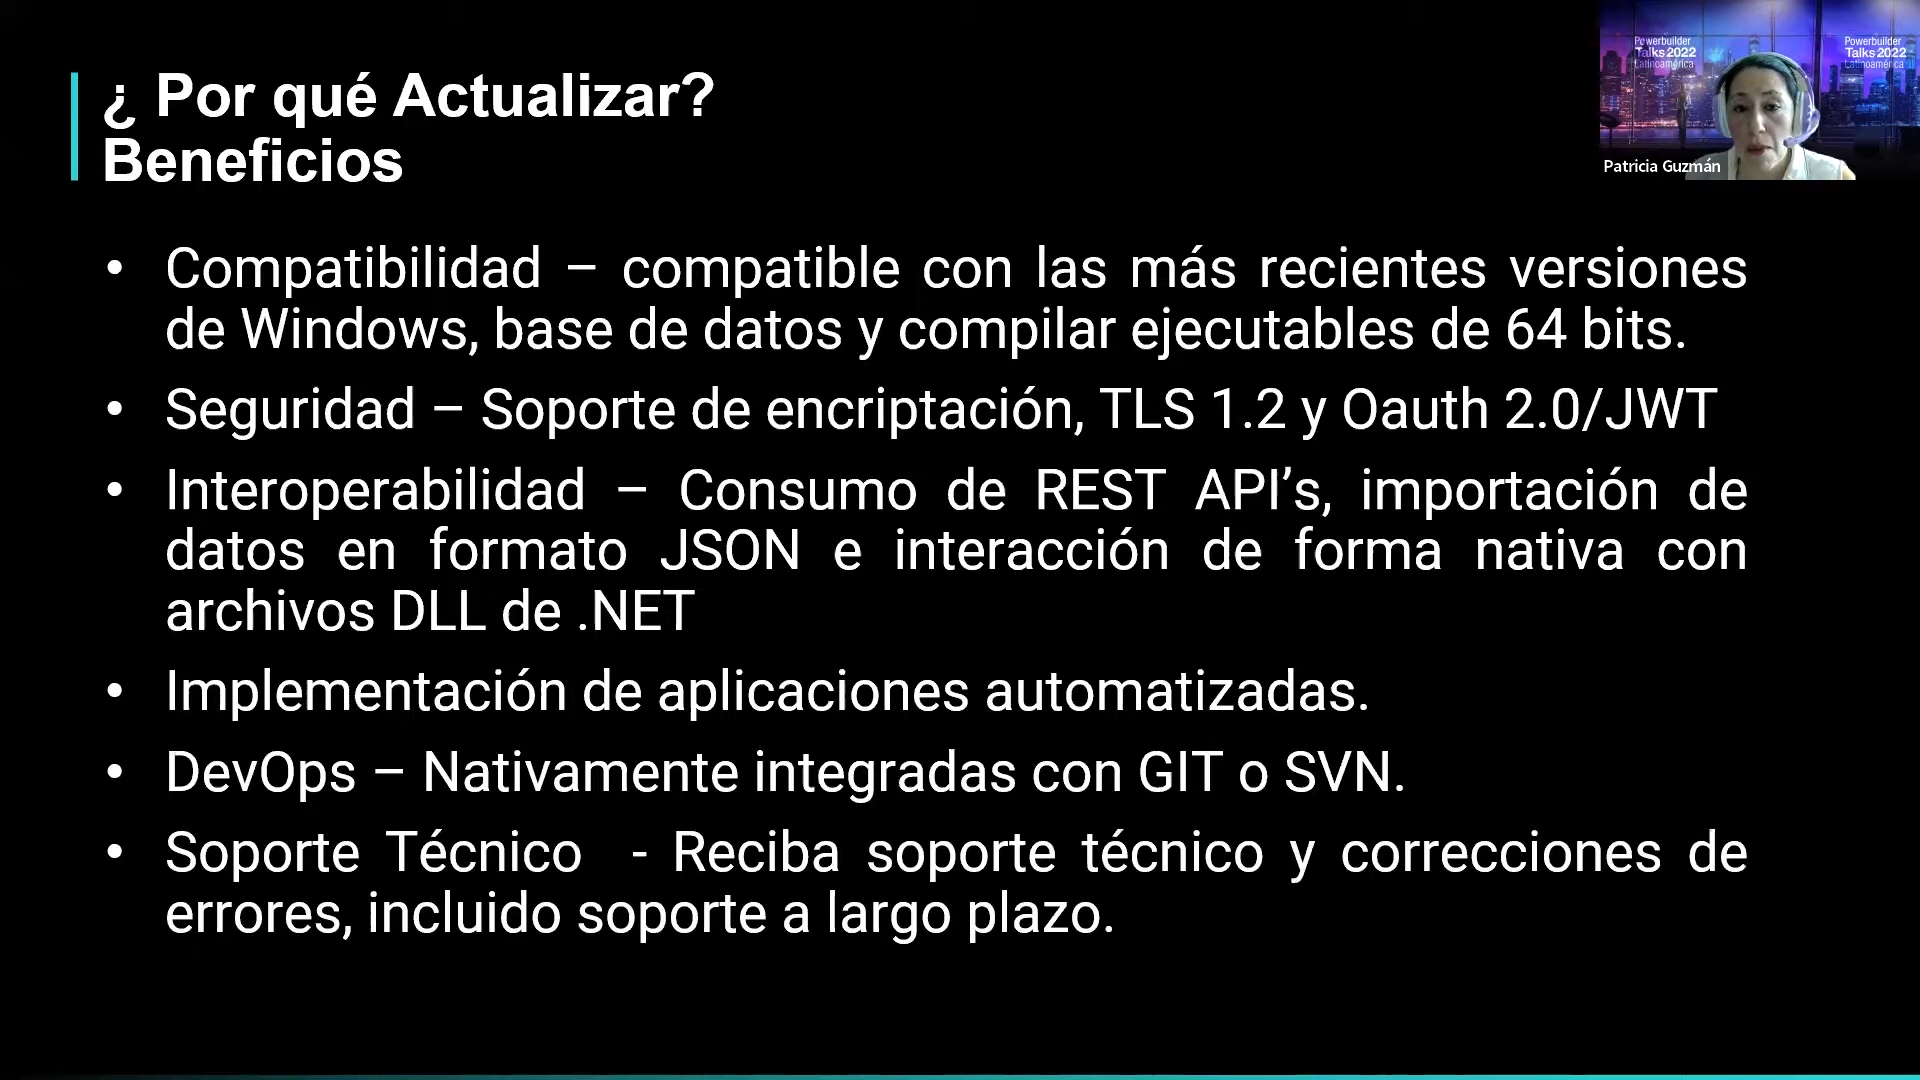 ¿ Por qué Actualizar?
Beneficios
Powerbuilder
Talks 2022
Latinoamérica
Powerbuilder
Talks 2022
Latinoamérica
Patricia Guzmán
• Compatibilidad – compatible con las más recientes versiones
de Windows, base de datos y compilar ejecutables de 64 bits.
• Seguridad – Soporte de encriptación, TLS 1.2 y Oauth 2.0/JWT
• Interoperabilidad – Consumo de REST API’s, importación de
datos en formato JSON e interacción de forma nativa con
archivos DLL de .NET
• Implementación de aplicaciones automatizadas.
• DevOps – Nativamente integradas con GIT o SVN.
• Soporte Técnico - Reciba soporte técnico y correcciones de
errores, incluido soporte a largo plazo.